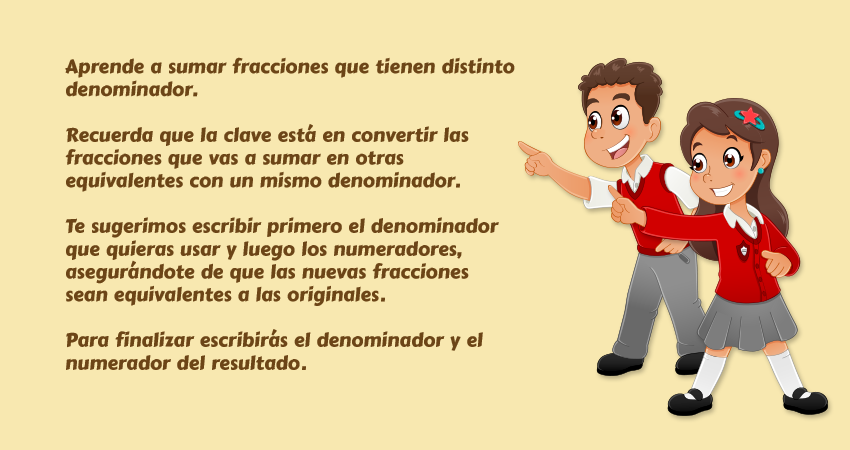 Aprende a sumar fracciones que tienen distinto
denominador.
Recuerda que la clave está en convertir las
fracciones que vas a sumar en otras
equivalentes con un mismo denominador.
Te sugerimos escribir primero el denominador
que quieras usar y luego los numeradores,
asegurándote de que las nuevas fracciones
sean equivalentes a las originales.
Para finalizar escribirás el denominador y el
numerador del resultado.